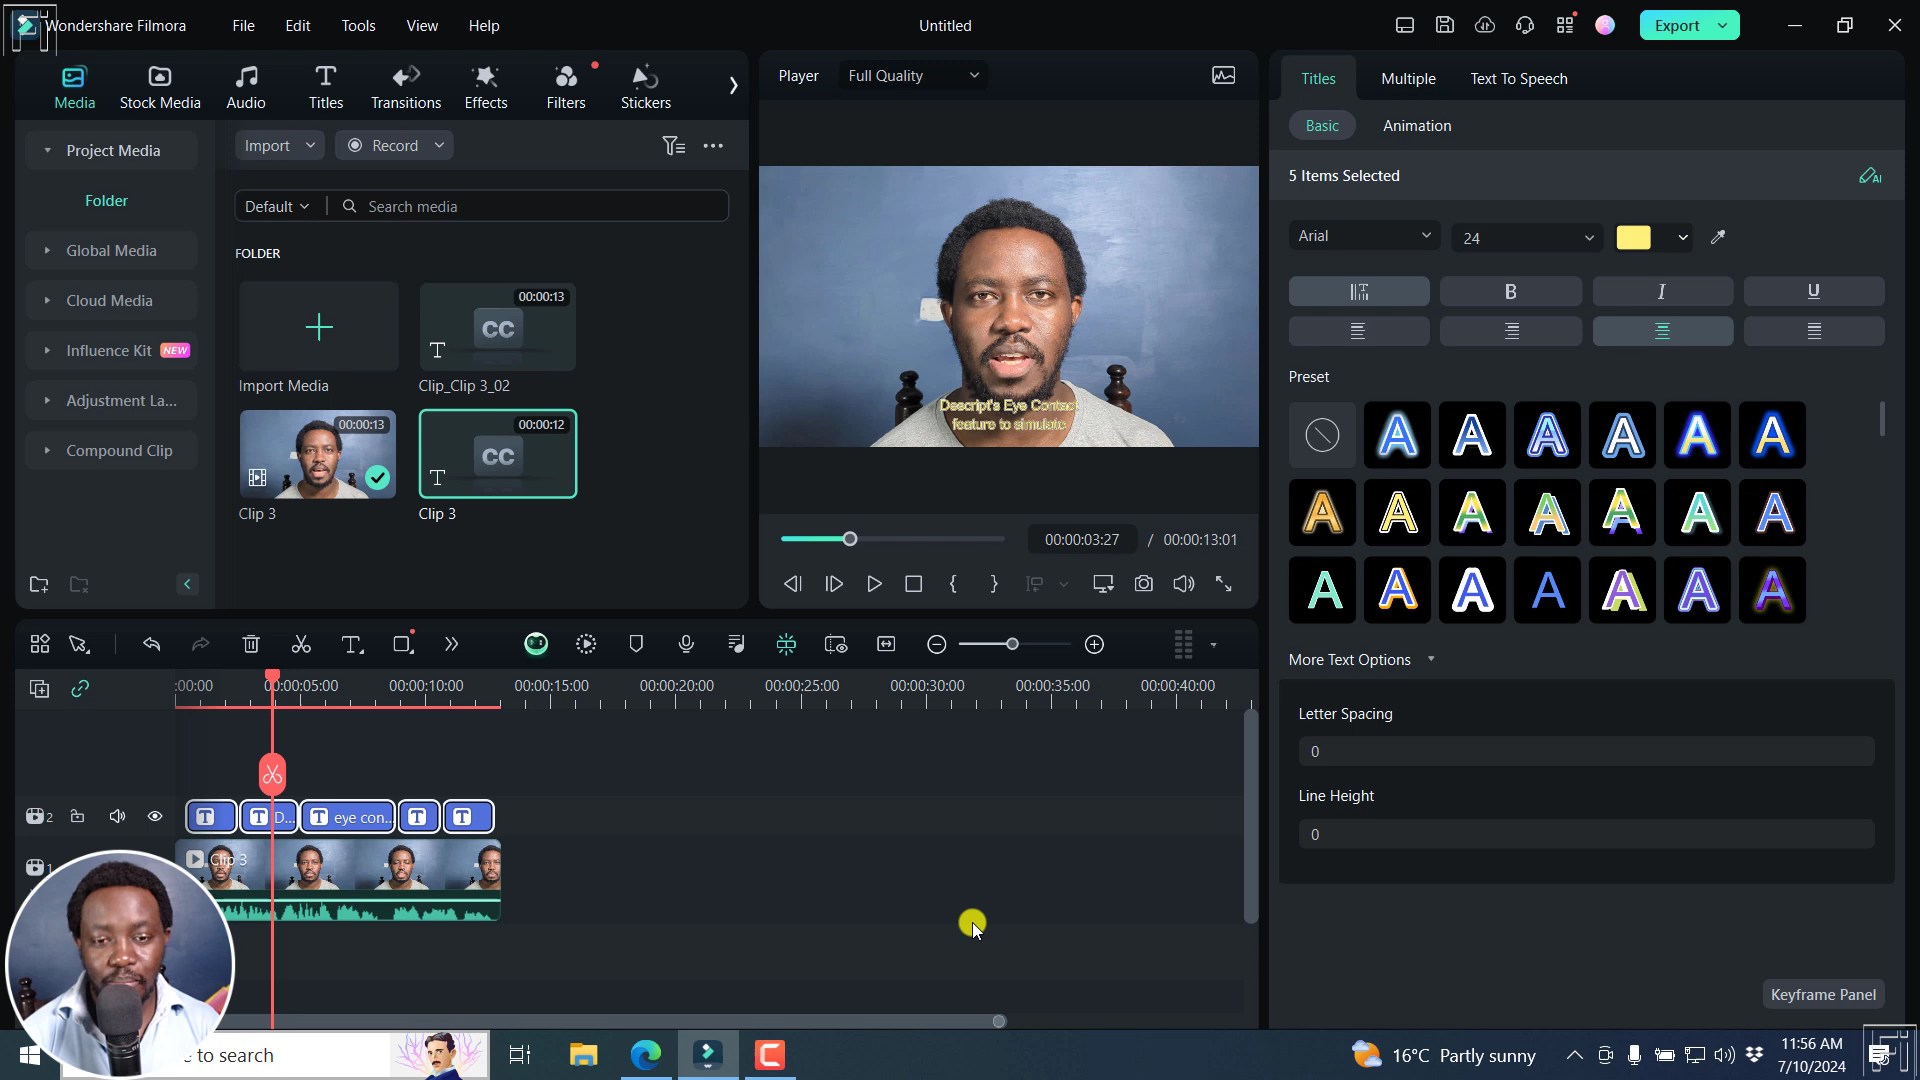 Wondershare Filmora
File
Edit
Tools
View
Help
Untitled
Export
Media
Stock Media
Audio
Titles
Transitions
Effects
Filters
Stickers
Player
Full Quality
Titles
Multiple
Text To Speech
Project Media
Folder
Global Media
Cloud Media
Influence Kit NEW
Adjustment La...
Compound Clip
Import
Record
Default
Search media
FOLDER
Import Media
00:00:13
CC
T
Clip_Clip 3_02
00:00:13
Clip 3
00:00:12
CC
T
Clip 3
Descript's Eye Contact
feature to simulate
00:00:03:27 / 00:00:13:01
Basic
Animation
5 Items Selected
AI
Arial
24
B
I
U
Preset
A A A A A A
A A A A A A A
A A A A A A A
More Text Options
Letter Spacing
0
Line Height
0
Keyframe Panel
:00:00
00:00:05:00
00:00:10:00
00:00:15:00
00:00:20:00
00:00:25:00
00:00:30:00
00:00:35:00
00:00:40:00
2
T
T D...
T eye con...
T
T
1
Clip 3
e to search
16°C Partly sunny
11:56 AM
7/10/2024